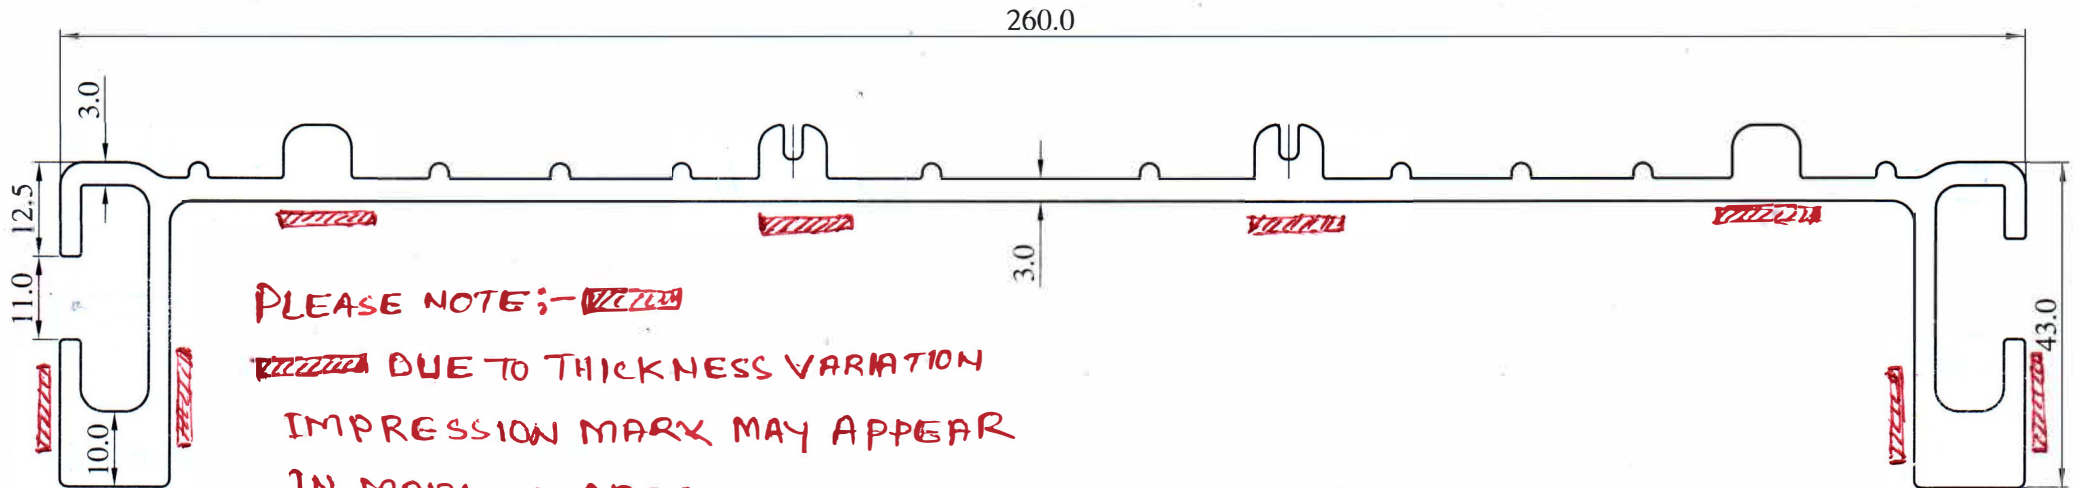 260.0
3.0
12.5
11.0
3.0
43.0
10.0
PLEASE NOTE;-
DUE TO THICKNESS VARIATION
IMPRESSION MARK MAY APPEAR
IN